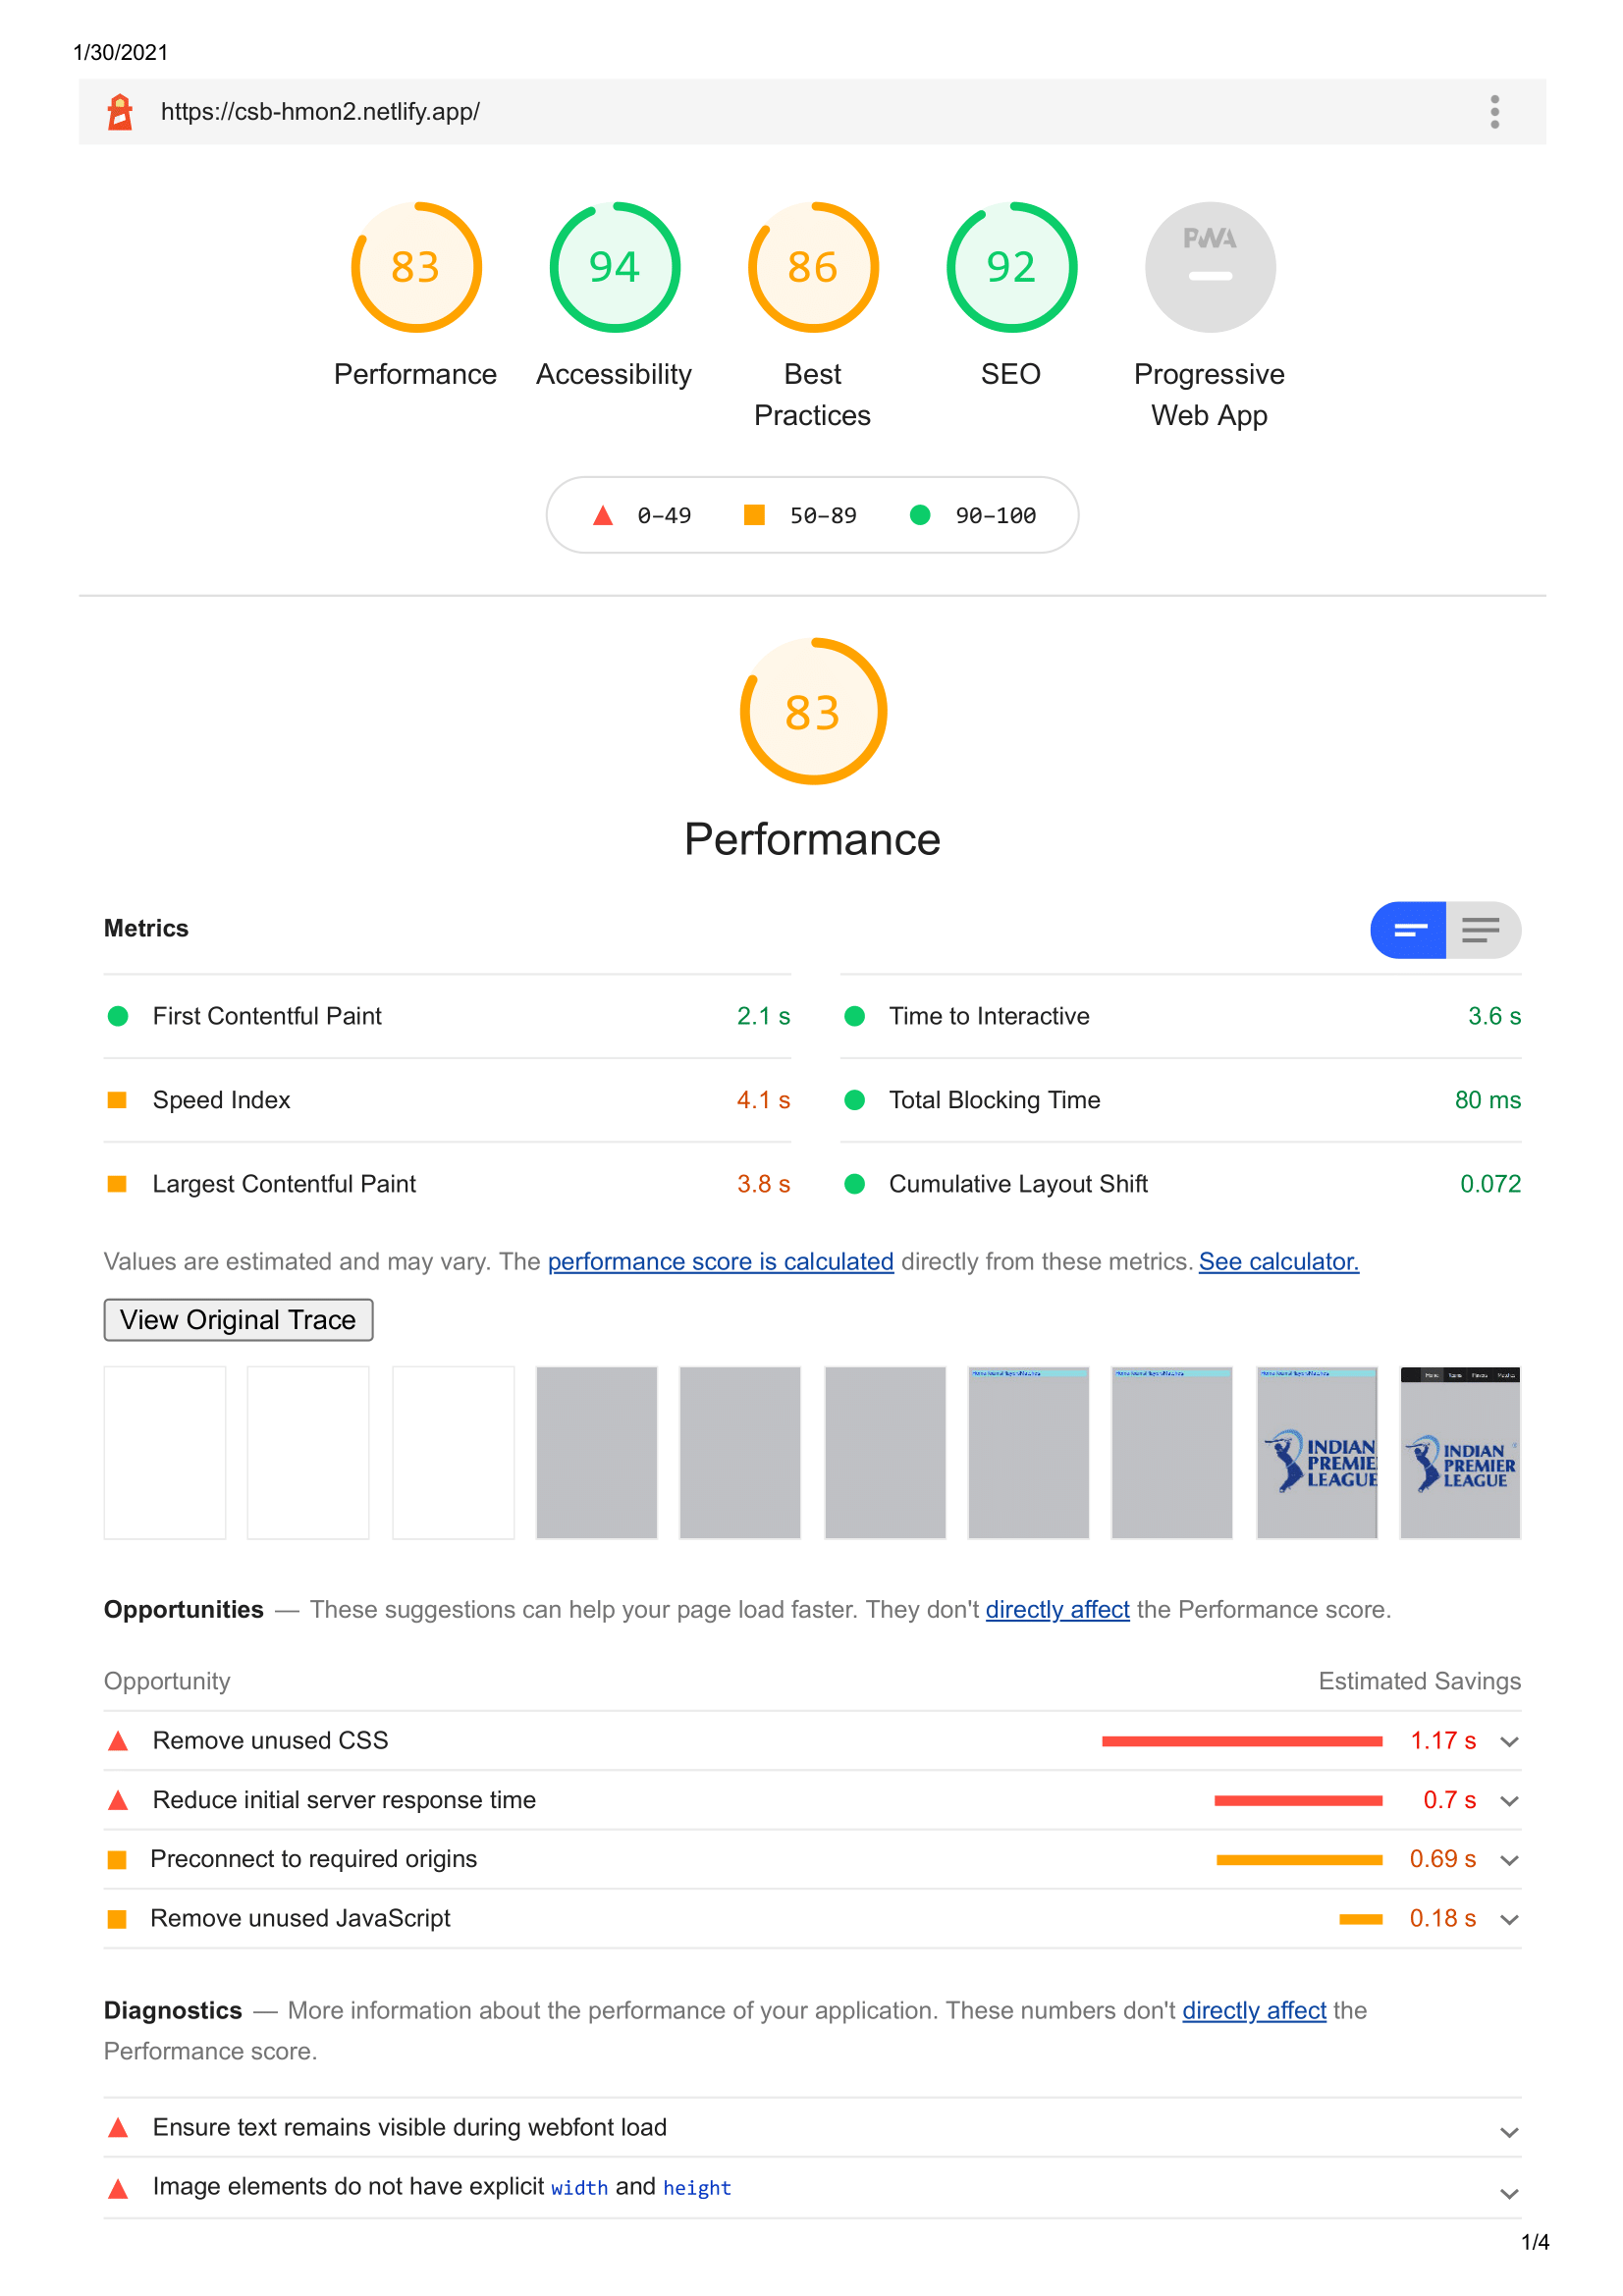 1/30/2021
https://csb-hmon2.netlify.app/
83
94
86
92
PWA
Performance
Accessibility
Best
Practices
SEO
Progressive
Web App
0–49
50–89
90–100
83
Performance
Metrics
First Contentful Paint
2.1 s
Time to Interactive
3.6 s
Speed Index
4.1 s
Total Blocking Time
80 ms
Largest Contentful Paint
3.8 s
Cumulative Layout Shift
0.072
Values are estimated and may vary. The performance score is calculated directly from these metrics. See calculator.
View Original Trace
INDIAN
PREMIE
LEAGUE
INDIAN
PREMIER
LEAGUE
Opportunities — These suggestions can help your page load faster. They don't directly affect the Performance score.
Opportunity
Estimated Savings
Remove unused CSS
1.17 s
Reduce initial server response time
0.7 s
Preconnect to required origins
0.69 s
Remove unused JavaScript
0.18 s
Diagnostics — More information about the performance of your application. These numbers don't directly affect the
Performance score.
Ensure text remains visible during webfont load
Image elements do not have explicit width and height
1/4